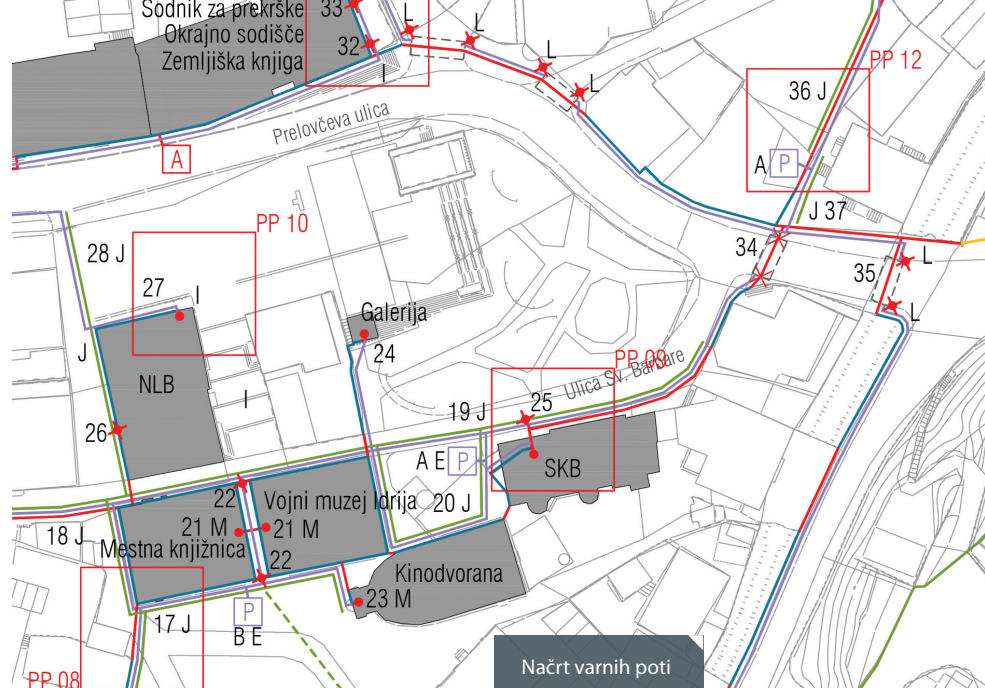 Sodnik za prekrške
Okrajno sodišče
Zemljiška knjiga
33
32
I
L
L
L
L
A
Prelovčeva ulica
PP 12
36 J
A P
J 37
34
35
L
L
28 J
PP 10
27
I
Galerija
24
J
NLB
I
26
PP 09
Ulica Sv. Barbare
25
19 J
A E P
SKB
20 J
22
Vojni muzej Idrija
21 M
21 M
18 J
Mestna knjižnica
22
Kinodvorana
23 M
P
B E
17 J
PP 08
Načrt varnih poti